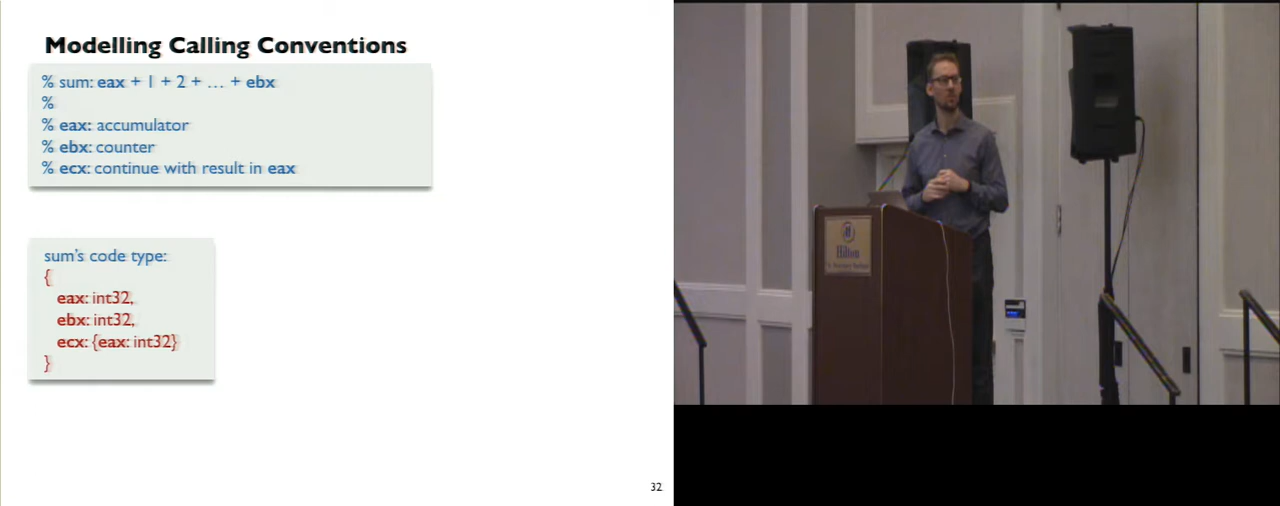 Modelling Calling Conventions
% sum: eax + 1 + 2 + … + ebx
%
% eax: accumulator
% ebx: counter
% ecx: continue with result in eax
sum's code type:
{
eax: int32,
ebx: int32,
ecx: {eax: int32}
}
32
Hilton